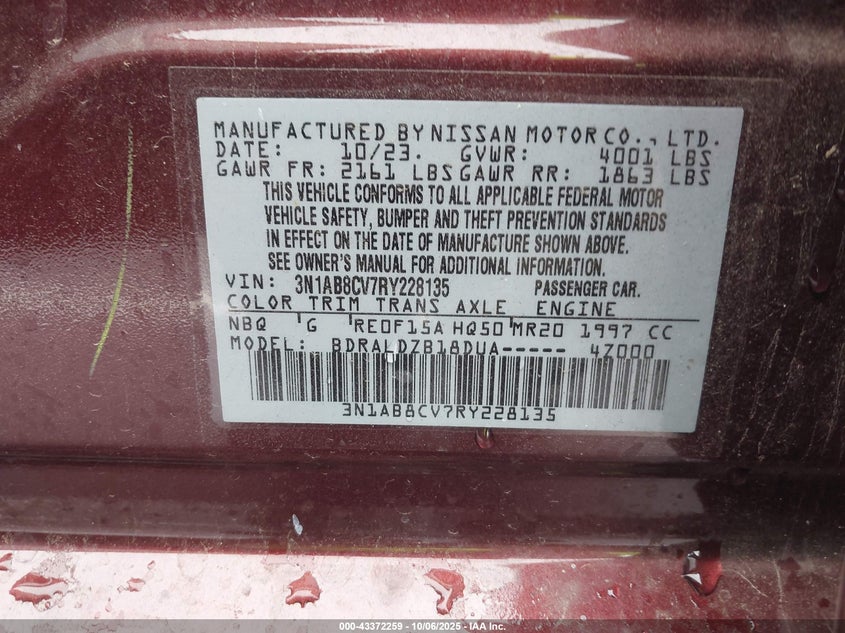 MANUFACTURED BY NISSAN MOTOR CO., LTD.
DATE: 10/23. GVWR: 4001 LBS
GAWR FR: 2161 LBS GAWR RR: 1863 LBS
THIS VEHICLE CONFORMS TO ALL APPLICABLE FEDERAL MOTOR
VEHICLE SAFETY, BUMPER AND THEFT PREVENTION STANDARDS
IN EFFECT ON THE DATE OF MANUFACTURE SHOWN ABOVE.
SEE OWNER'S MANUAL FOR ADDITIONAL INFORMATION.
VIN: 3N1AB8CV7RY228135 PASSENGER CAR.
COLOR TRIM TRANS AXLE ENGINE
NBQ G RE0F15A HQ50 MR20 1997 CC
MODEL: BDRALDZB18DUA----- 47000
3N1AB8CV7RY228135
000-43372259 - 10/06/2025 - IAA Inc.